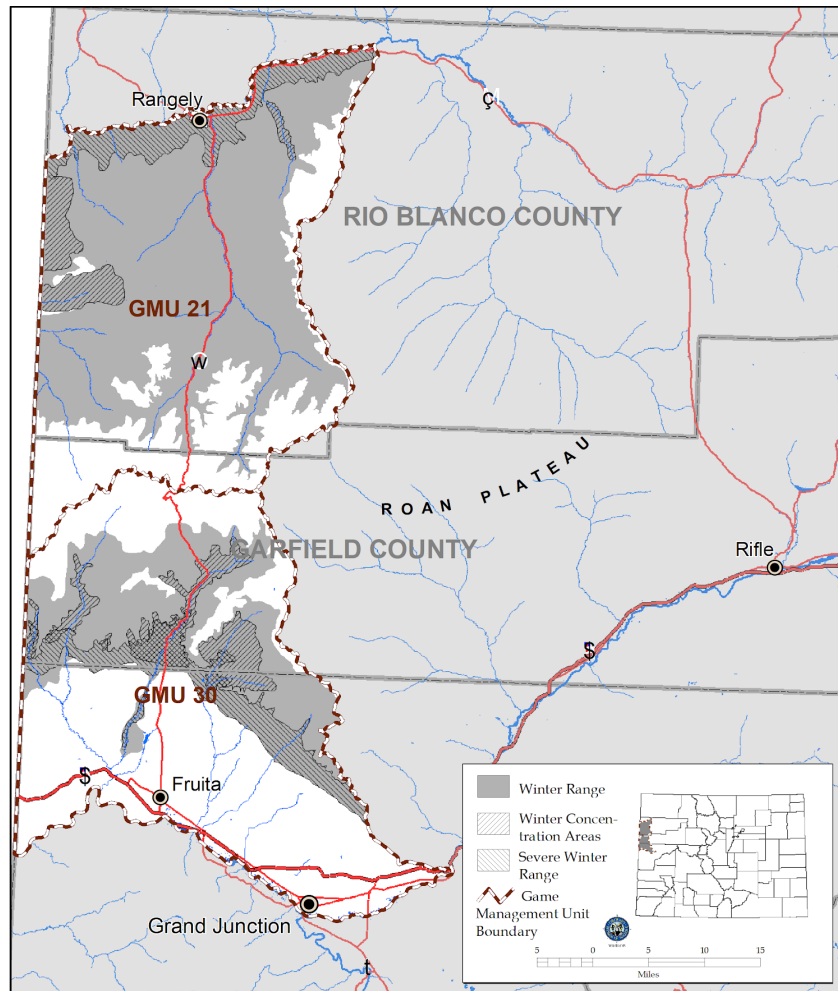 Rangely
ç
RIO BLANCO COUNTY
GMU 21
W
ROAN PLATEAU
GARFIELD COUNTY
Rifle
$
GMU 30
$
Fruita
Grand Junction
t
Winter Range
Winter Concen-
tration Areas
Severe Winter
Range
Game
Management Unit
Boundary
5 0 5 10 15
Miles